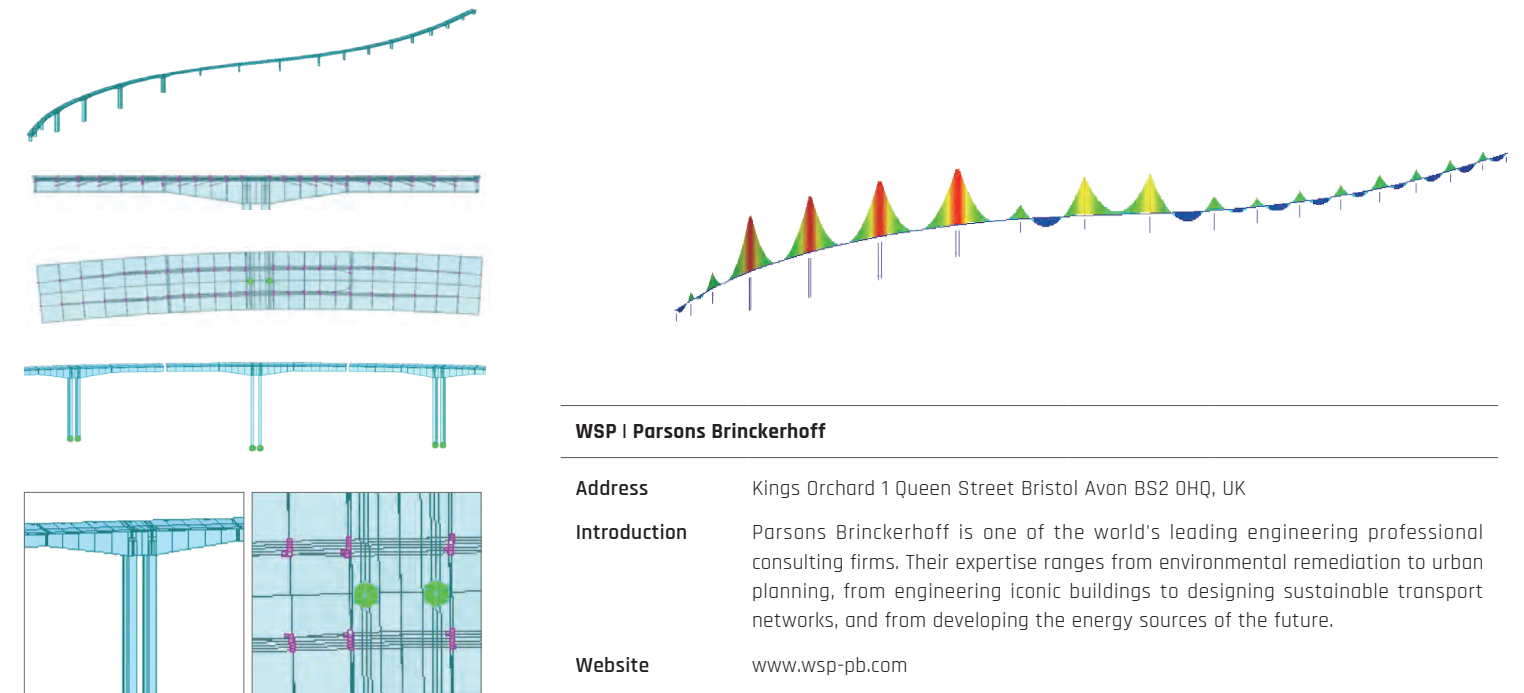 WSP | Parsons Brinckerhoff
Address Kings Orchard 1 Queen Street Bristol Avon BS2 0HQ, UK
Introduction Parsons Brinckerhoff is one of the world's leading engineering professional
consulting firms. Their expertise ranges from environmental remediation to urban
planning, from engineering iconic buildings to designing sustainable transport
networks, and from developing the energy sources of the future.
Website www.wsp-pb.com